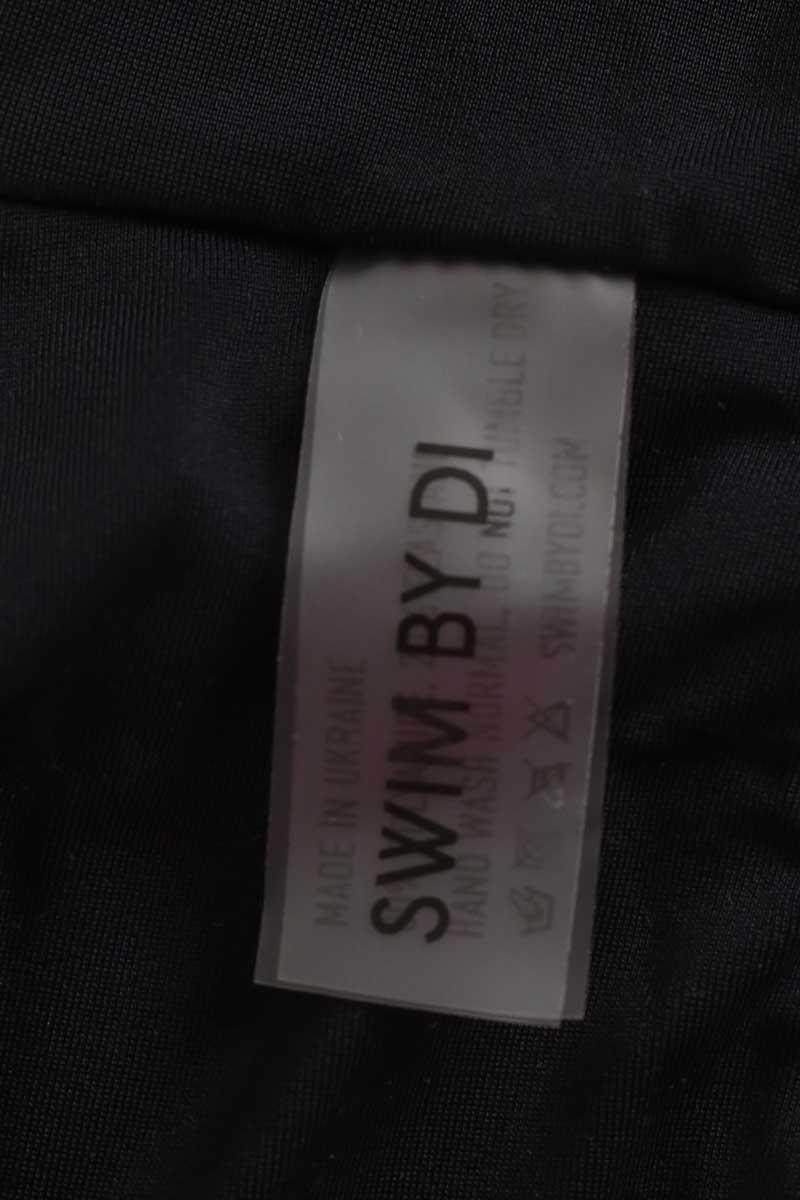 MADE IN UKRAINE
SWIM BY DI
HAND WASH NORMAL. DO NOT TUMBLE DRY
SWIMBYDI.COM